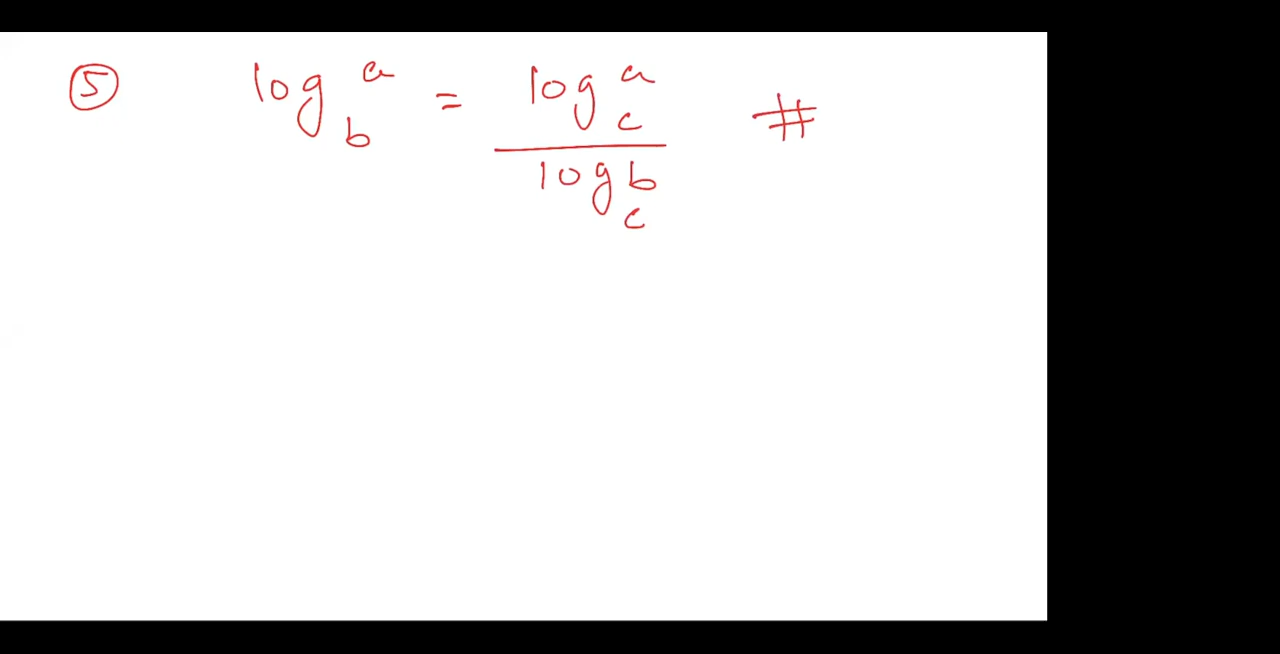 ⑤ log_b^a = log_c^a / log_c^b #